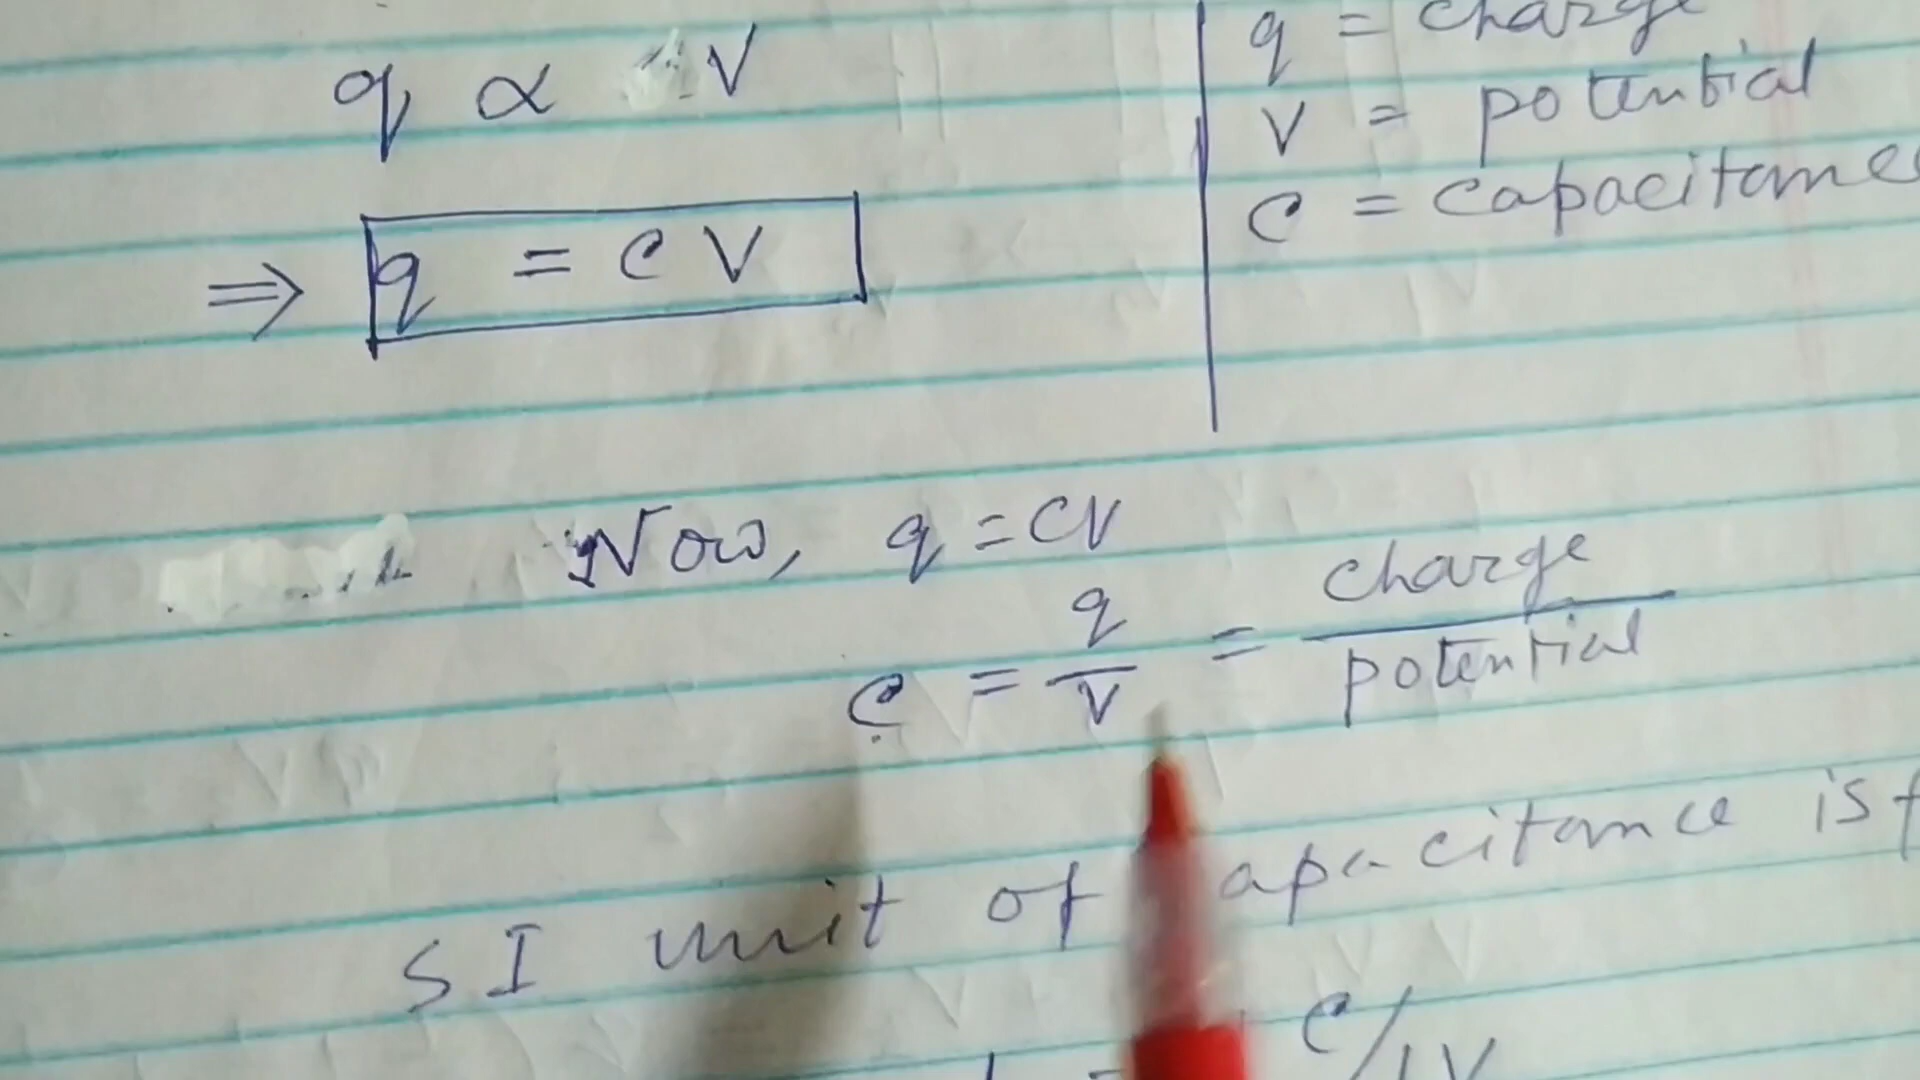 q ∝ V
⇒ q = CV
q = charge
V = potential
C = capacitance
Now, q = CV
C = q/V = charge/potential
SI unit of capacitance is
C/1V